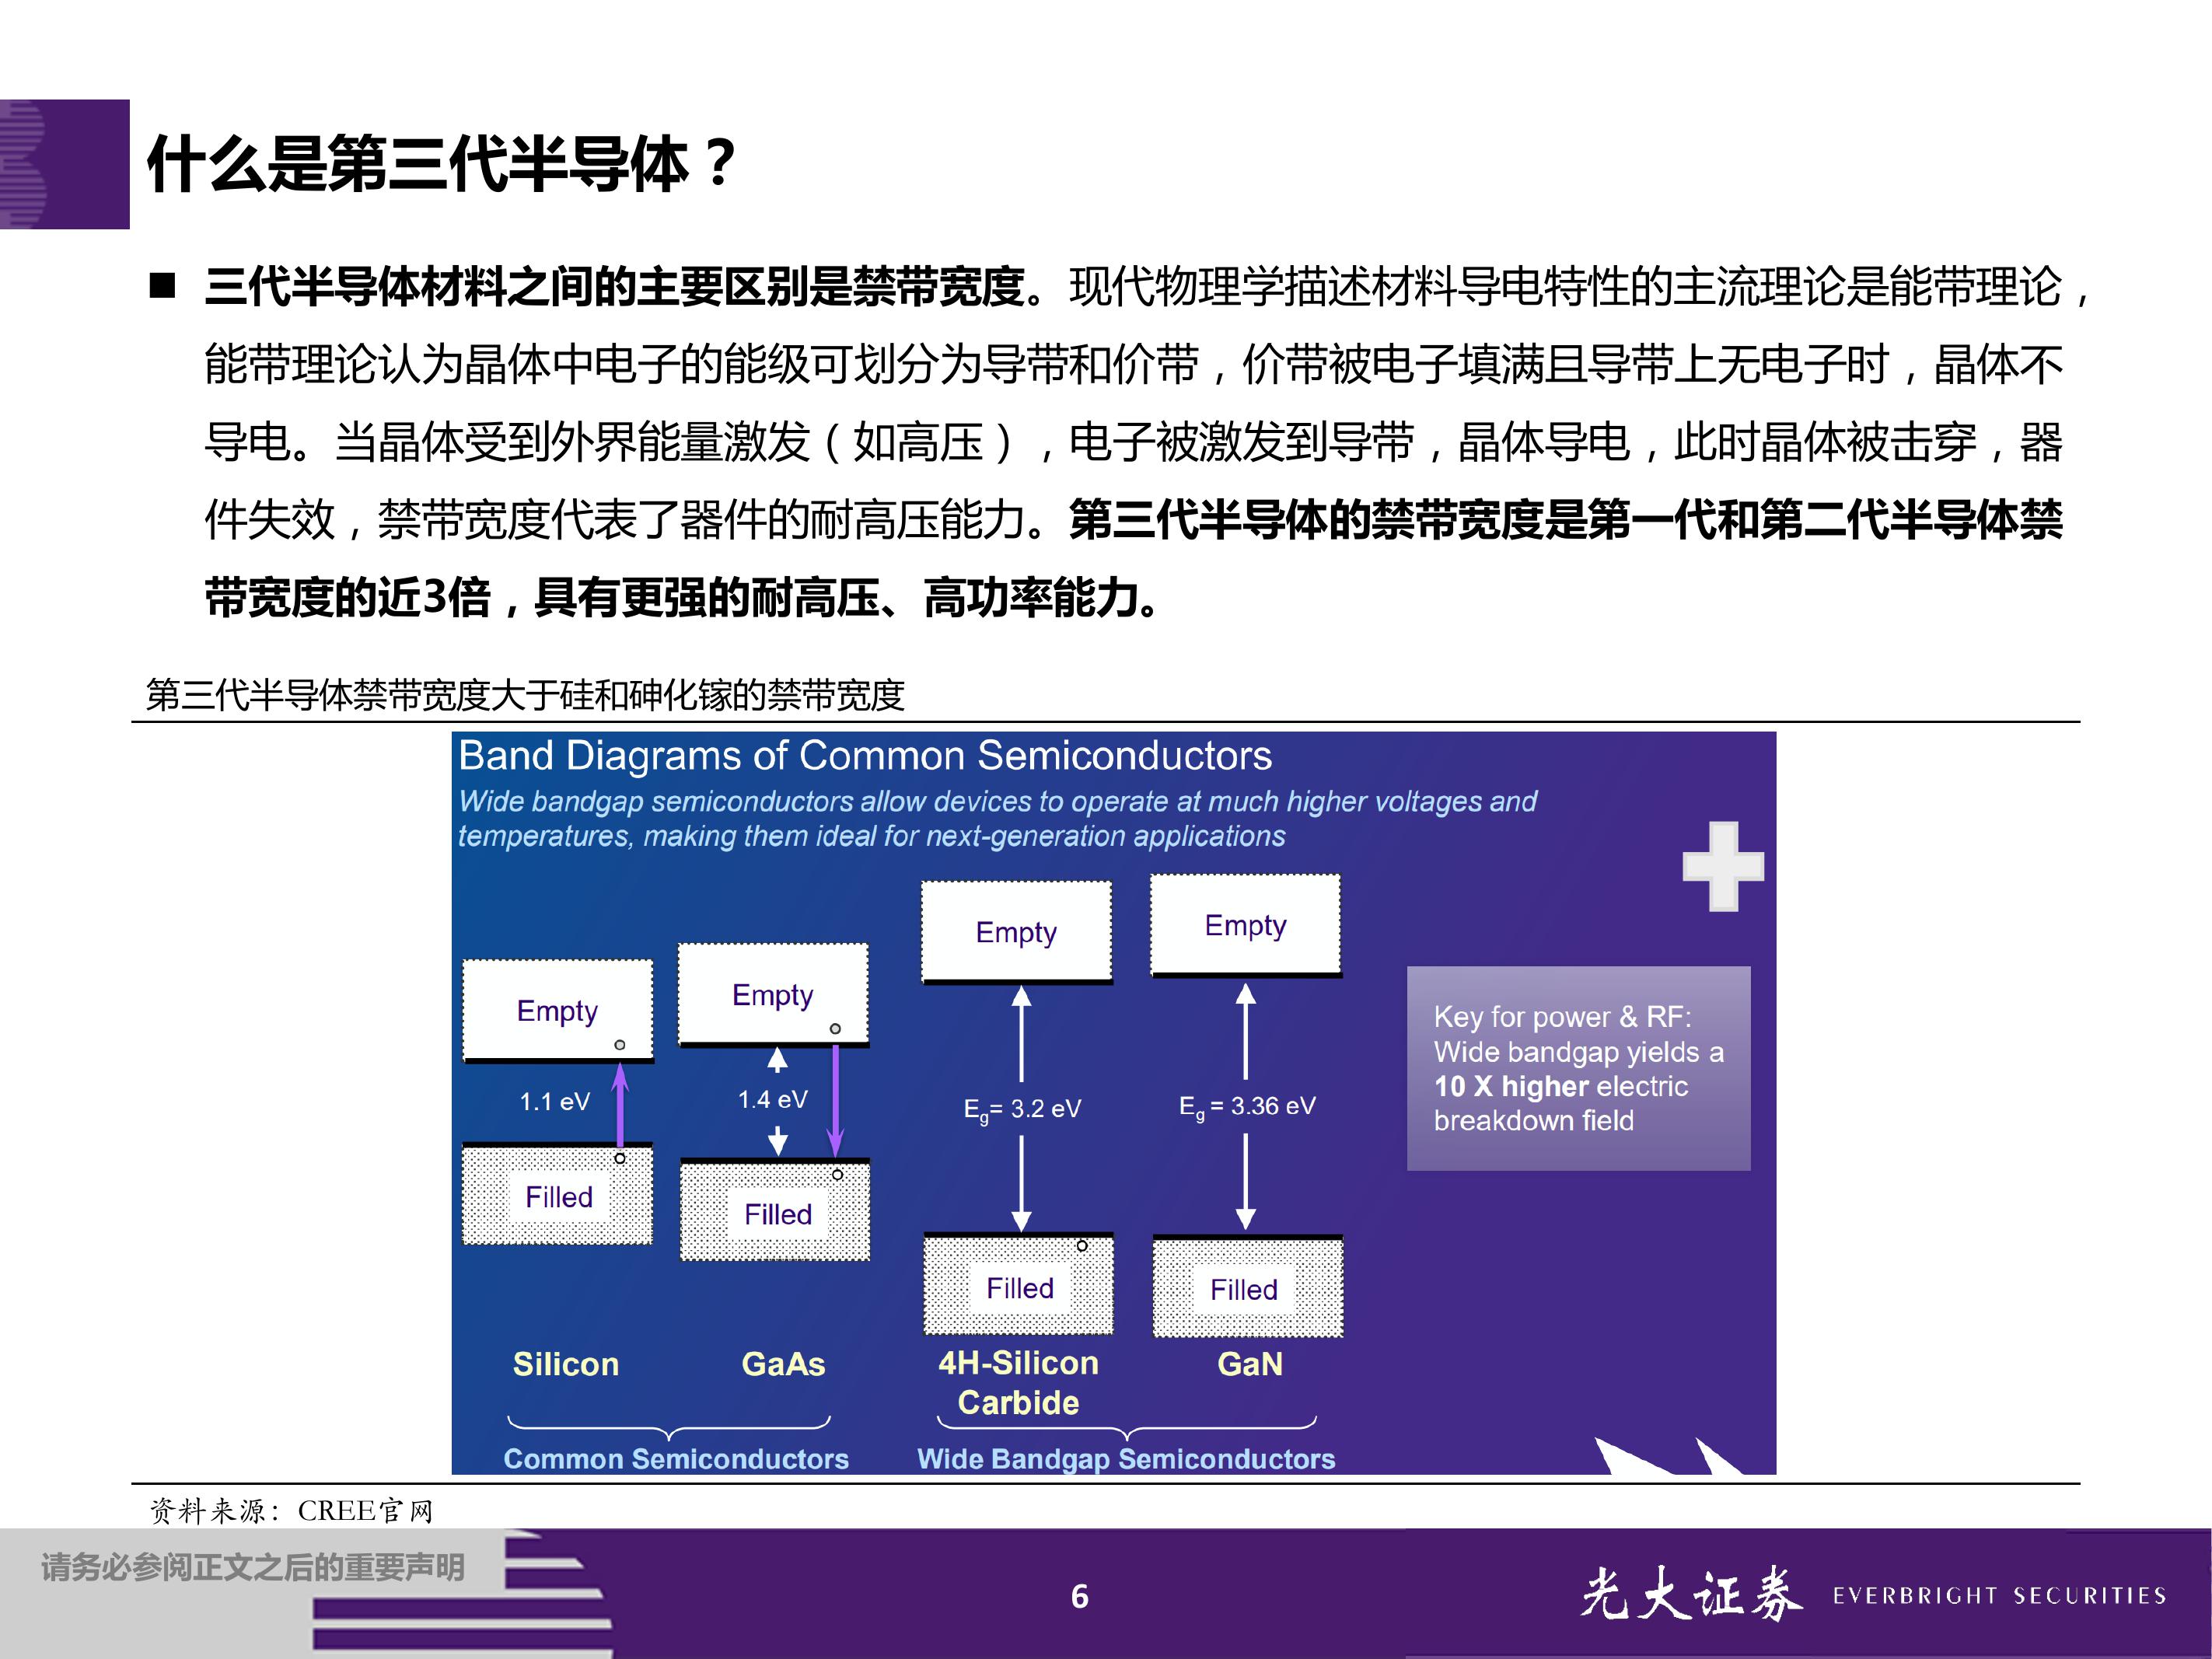 什么是第三代半导体？
■ 三代半导体材料之间的主要区别是禁带宽度。现代物理学描述材料导电特性的主流理论是能带理论，
能带理论认为晶体中电子的能级可划分为导带和价带，价带被电子填满且导带上无电子时，晶体不
导电。当晶体受到外界能量激发（如高压），电子被激发到导带，晶体导电，此时晶体被击穿，器
件失效，禁带宽度代表了器件的耐高压能力。第三代半导体的禁带宽度是第一代和第二代半导体禁
带宽度的近3倍，具有更强的耐高压、高功率能力。
第三代半导体禁带宽度大于硅和砷化镓的禁带宽度
Band Diagrams of Common Semiconductors
Wide bandgap semiconductors allow devices to operate at much higher voltages and
temperatures, making them ideal for next-generation applications
Empty
Empty
Empty
Empty
1.1 eV
1.4 eV
Eg= 3.2 eV
Eg = 3.36 eV
Filled
Filled
Filled
Filled
Key for power & RF:
Wide bandgap yields a
10 X higher electric
breakdown field
Silicon
GaAs
4H-Silicon
Carbide
GaN
Common Semiconductors
Wide Bandgap Semiconductors
资料来源：CREE官网
请务必参阅正文之后的重要声明
6
光大证券 EVERBRIGHT SECURITIES